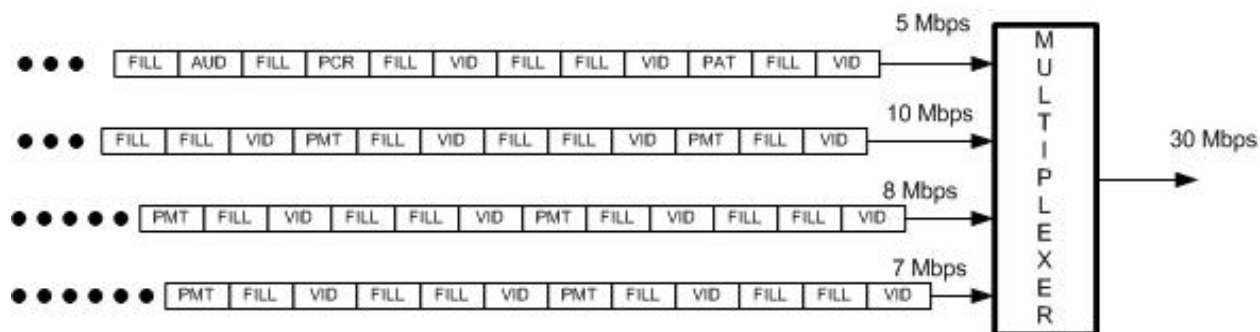 5 Mbps
FILL AUD FILL PCR FILL VID FILL FILL VID PAT FILL VID
10 Mbps
FILL FILL VID PMT FILL VID FILL FILL VID PMT FILL VID
8 Mbps
PMT FILL VID FILL FILL VID PMT FILL VID FILL FILL VID
7 Mbps
PMT FILL VID FILL FILL VID PMT FILL VID FILL FILL VID
MULTIPLEXER
30 Mbps